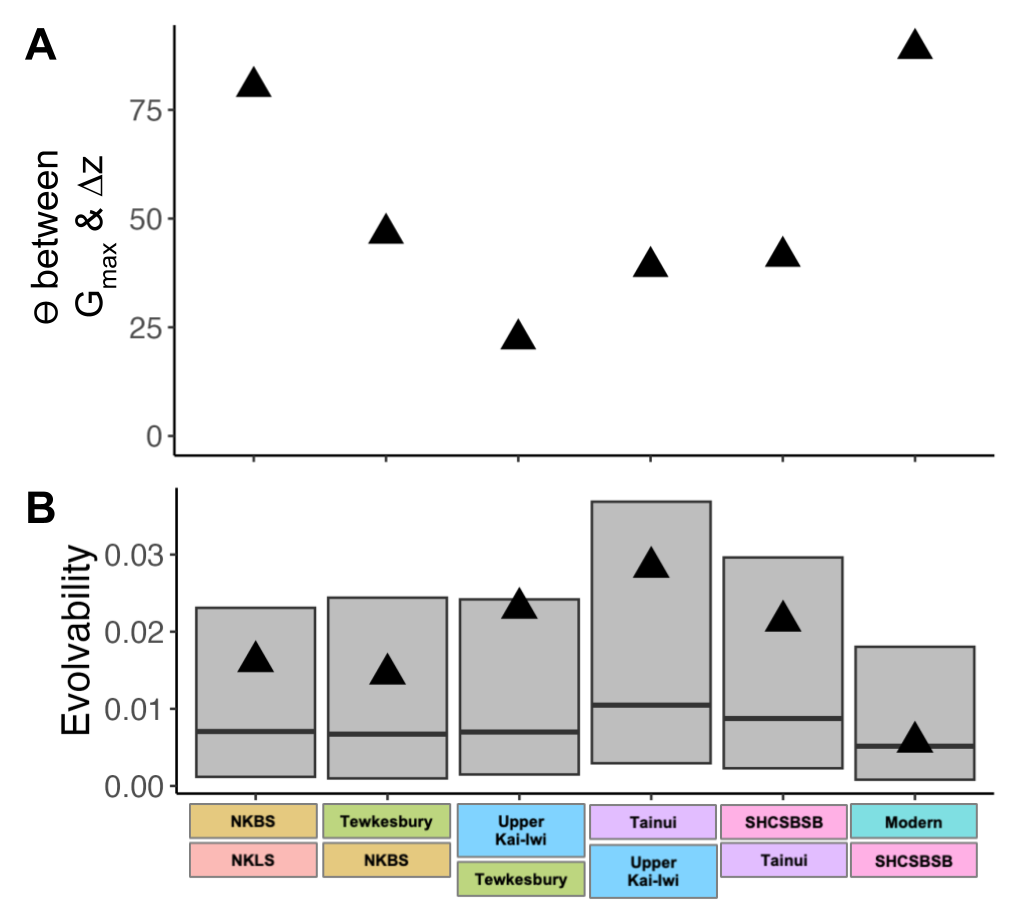 A
Ɵ between
Gmax & Δz
75
50
25
0
B
Evolvability
0.03
0.02
0.01
0.00
NKBS
NKLS
Tewkesbury
NKBS
Upper
Kai-Iwi
Tewkesbury
Tainui
Upper
Kai-Iwi
SHCSBSB
Tainui
Modern
SHCSBSB